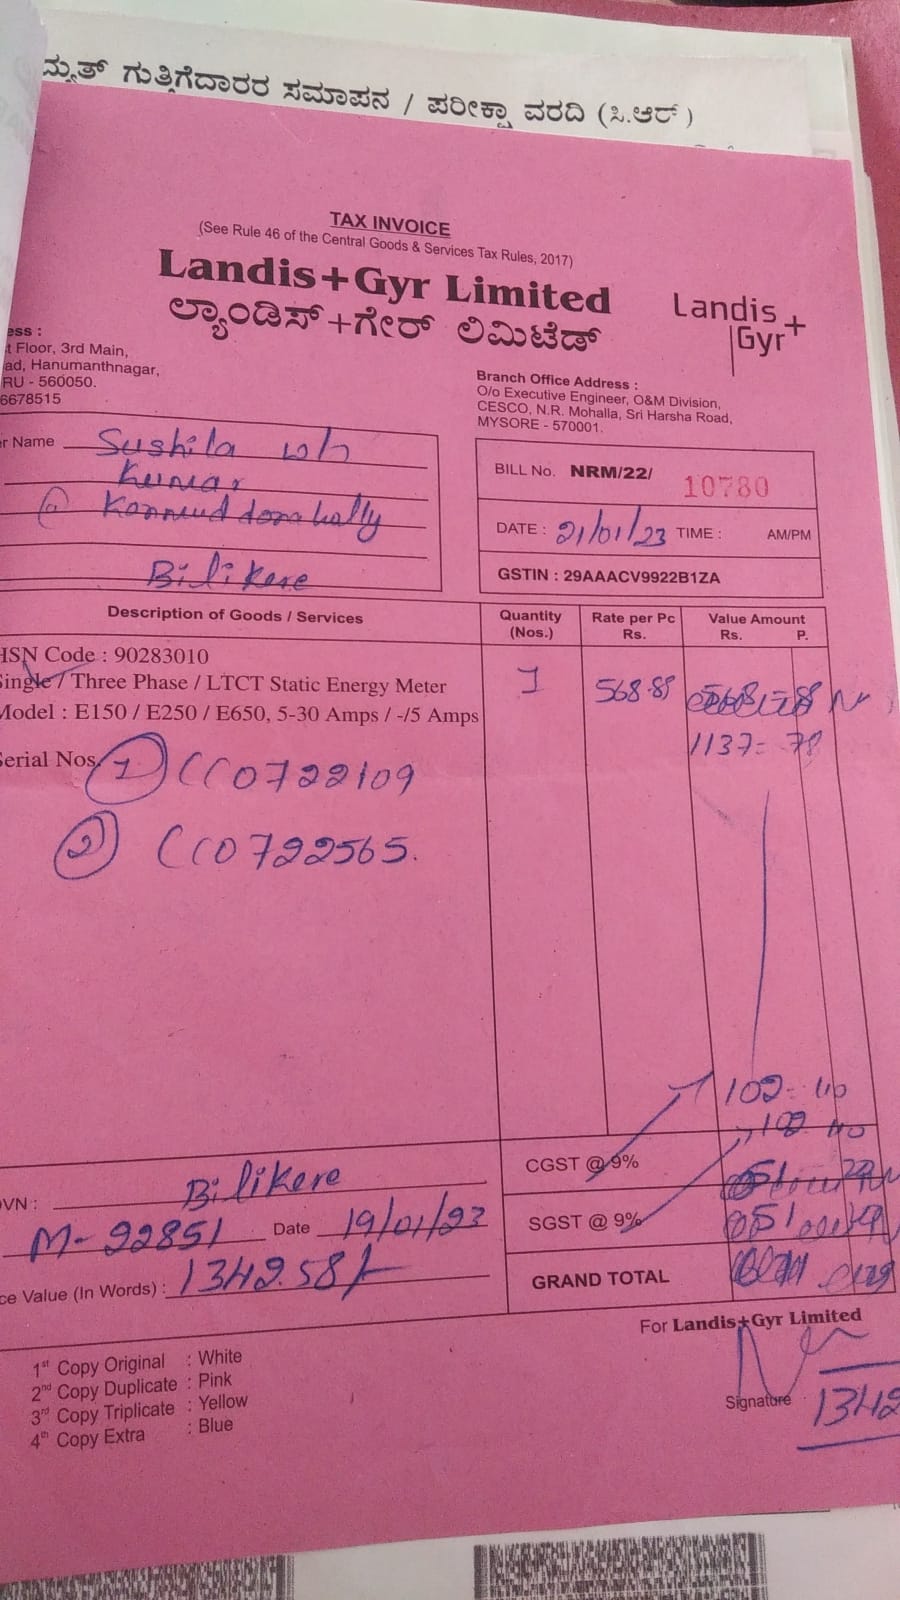 ದ್ಯುತ್ ಗುತ್ತಿಗೆದಾರರ ಸಮಾಪನ / ಪರೀಕ್ಷಾ ವರದಿ (ಸಿ.ಆರ್ )
TAX INVOICE
(See Rule 46 of the Central Goods & Services Tax Rules, 2017)
Landis+Gyr Limited
ಲ್ಯಾಂಡಿಸ್+ಗೇರ್ ಲಿಮಿಟೆಡ್
Landis+
Gyr
ess :
t Floor, 3rd Main,
ad, Hanumanthnagar,
RU - 560050.
6678515
Branch Office Address :
O/o Executive Engineer, O&M Division,
CESCO, N.R. Mohalla, Sri Harsha Road,
MYSORE - 570001.
r Name Sushila w/
Kumar
@
Bilikere
BILL No. NRM/22/ 10780
DATE : 21/01/23 TIME : AM/PM
GSTIN : 29AAACV9922B1ZA
Description of Goods / Services Quantity (Nos.) Rate per Pc Rs. Value Amount Rs. P.
HSN Code : 90283010
Single / Three Phase / LTCT Static Energy Meter 1 568.89
Model : E150 / E250 / E650, 5-30 Amps / -/5 Amps
1137=78
Serial Nos. 1 CC0722109
2 CC0722565.
102=40
102 40
CGST @ 9%
SGST @ 9%
GRAND TOTAL
OVN : Bilikere
M-22851 Date 19/01/23
ce Value (In Words) : 1342.58/-
For Landis+Gyr Limited
Signature 1342
1st Copy Original : White
2nd Copy Duplicate : Pink
3rd Copy Triplicate : Yellow
4th Copy Extra : Blue